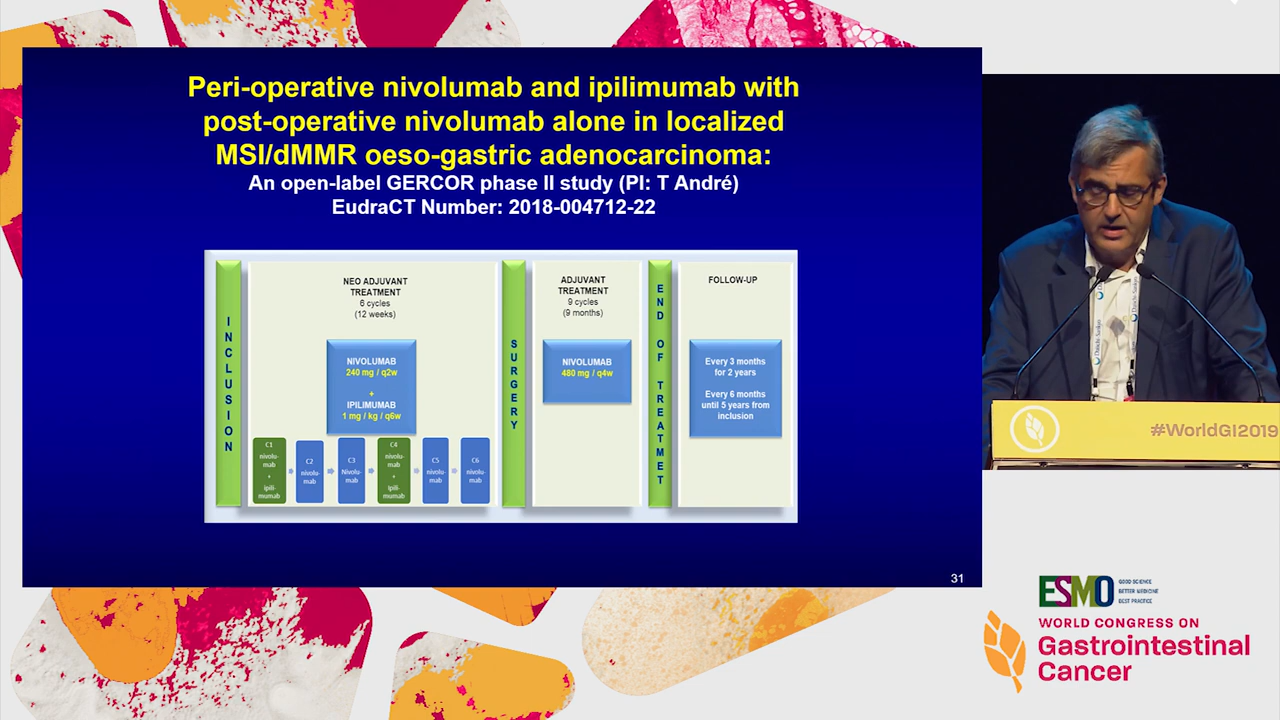 Peri-operative nivolumab and ipilimumab with
post-operative nivolumab alone in localized
MSI/dMMR oeso-gastric adenocarcinoma:
An open-label GERCOR phase II study (PI: T André)
EudraCT Number: 2018-004712-22
INCLUSION
NEO ADJUVANT
TREATMENT
6 cycles
(12 weeks)
NIVOLUMAB
240 mg / q2w
+
IPILIMUMAB
1 mg / kg / q6w
C1
nivolu-
mab
+
ipili-
mumab
C2
nivolu-
mab
C3
Nivolu-
mab
C4
nivolu-
mab
+
ipili-
mumab
C5
nivolu-
mab
C6
nivolu-
mab
SURGERY
ADJUVANT
TREATMENT
9 cycles
(9 months)
NIVOLUMAB
480 mg / q4w
END OF TREATMET
FOLLOW-UP
Every 3 months
for 2 years
Every 6 months
until 5 years from
inclusion
31
Daiichi-Sankyo
#WorldGI2019
ESMO
GOOD SCIENCE
BETTER MEDICINE
BEST PRACTICE
WORLD CONGRESS ON
Gastrointestinal
Cancer